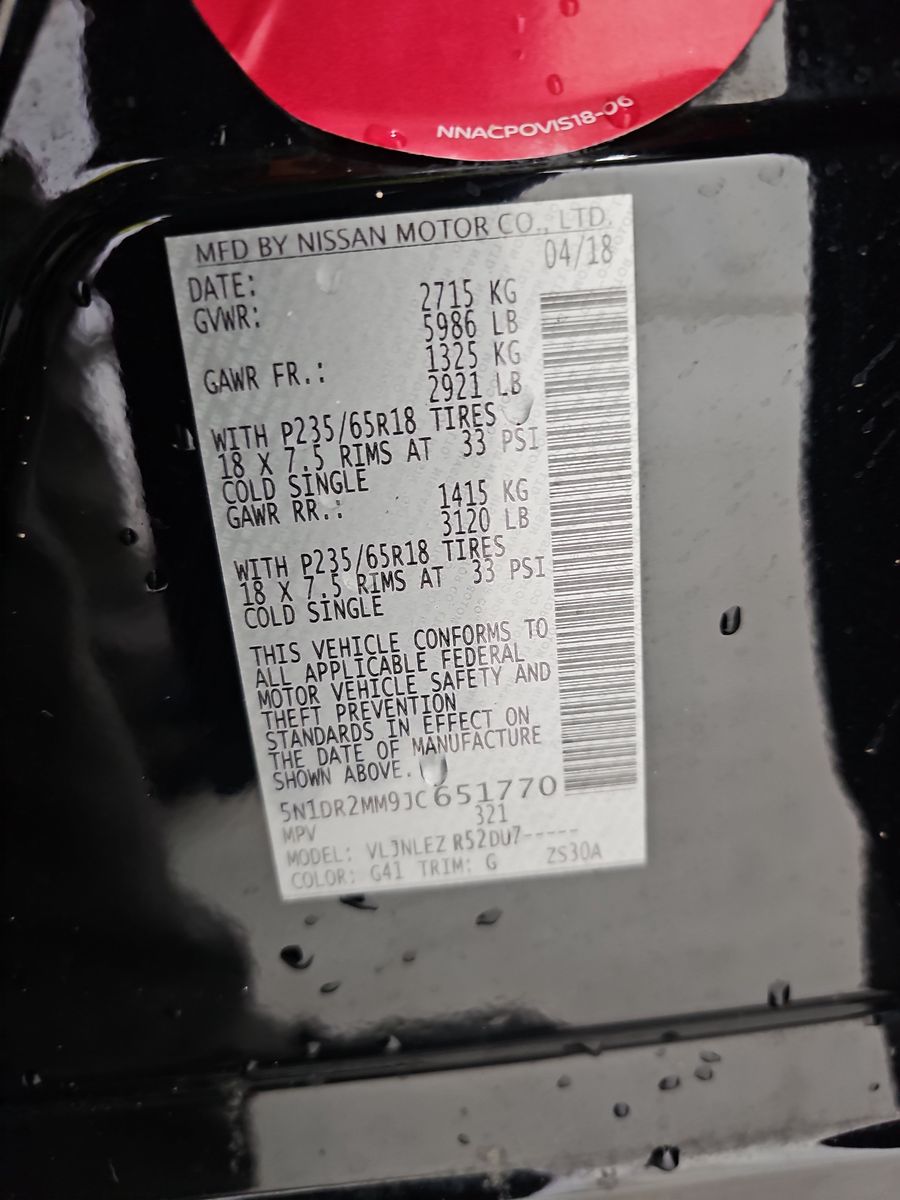 NNACPOVIS18-06
MFD BY NISSAN MOTOR CO., LTD.
DATE: 04/18
GVWR: 2715 KG
5986 LB
GAWR FR.: 1325 KG
2921 LB
WITH P235/65R18 TIRES
18 X 7.5 RIMS AT 33 PSI
COLD SINGLE
GAWR RR.: 1415 KG
3120 LB
WITH P235/65R18 TIRES
18 X 7.5 RIMS AT 33 PSI
COLD SINGLE
THIS VEHICLE CONFORMS TO
ALL APPLICABLE FEDERAL
MOTOR VEHICLE SAFETY AND
THEFT PREVENTION
STANDARDS IN EFFECT ON
THE DATE OF MANUFACTURE
SHOWN ABOVE.
5N1DR2MM9JC651770
MPV 321
MODEL: VLJNLEZ R52DU7-----
COLOR: G41 TRIM: G ZS30A